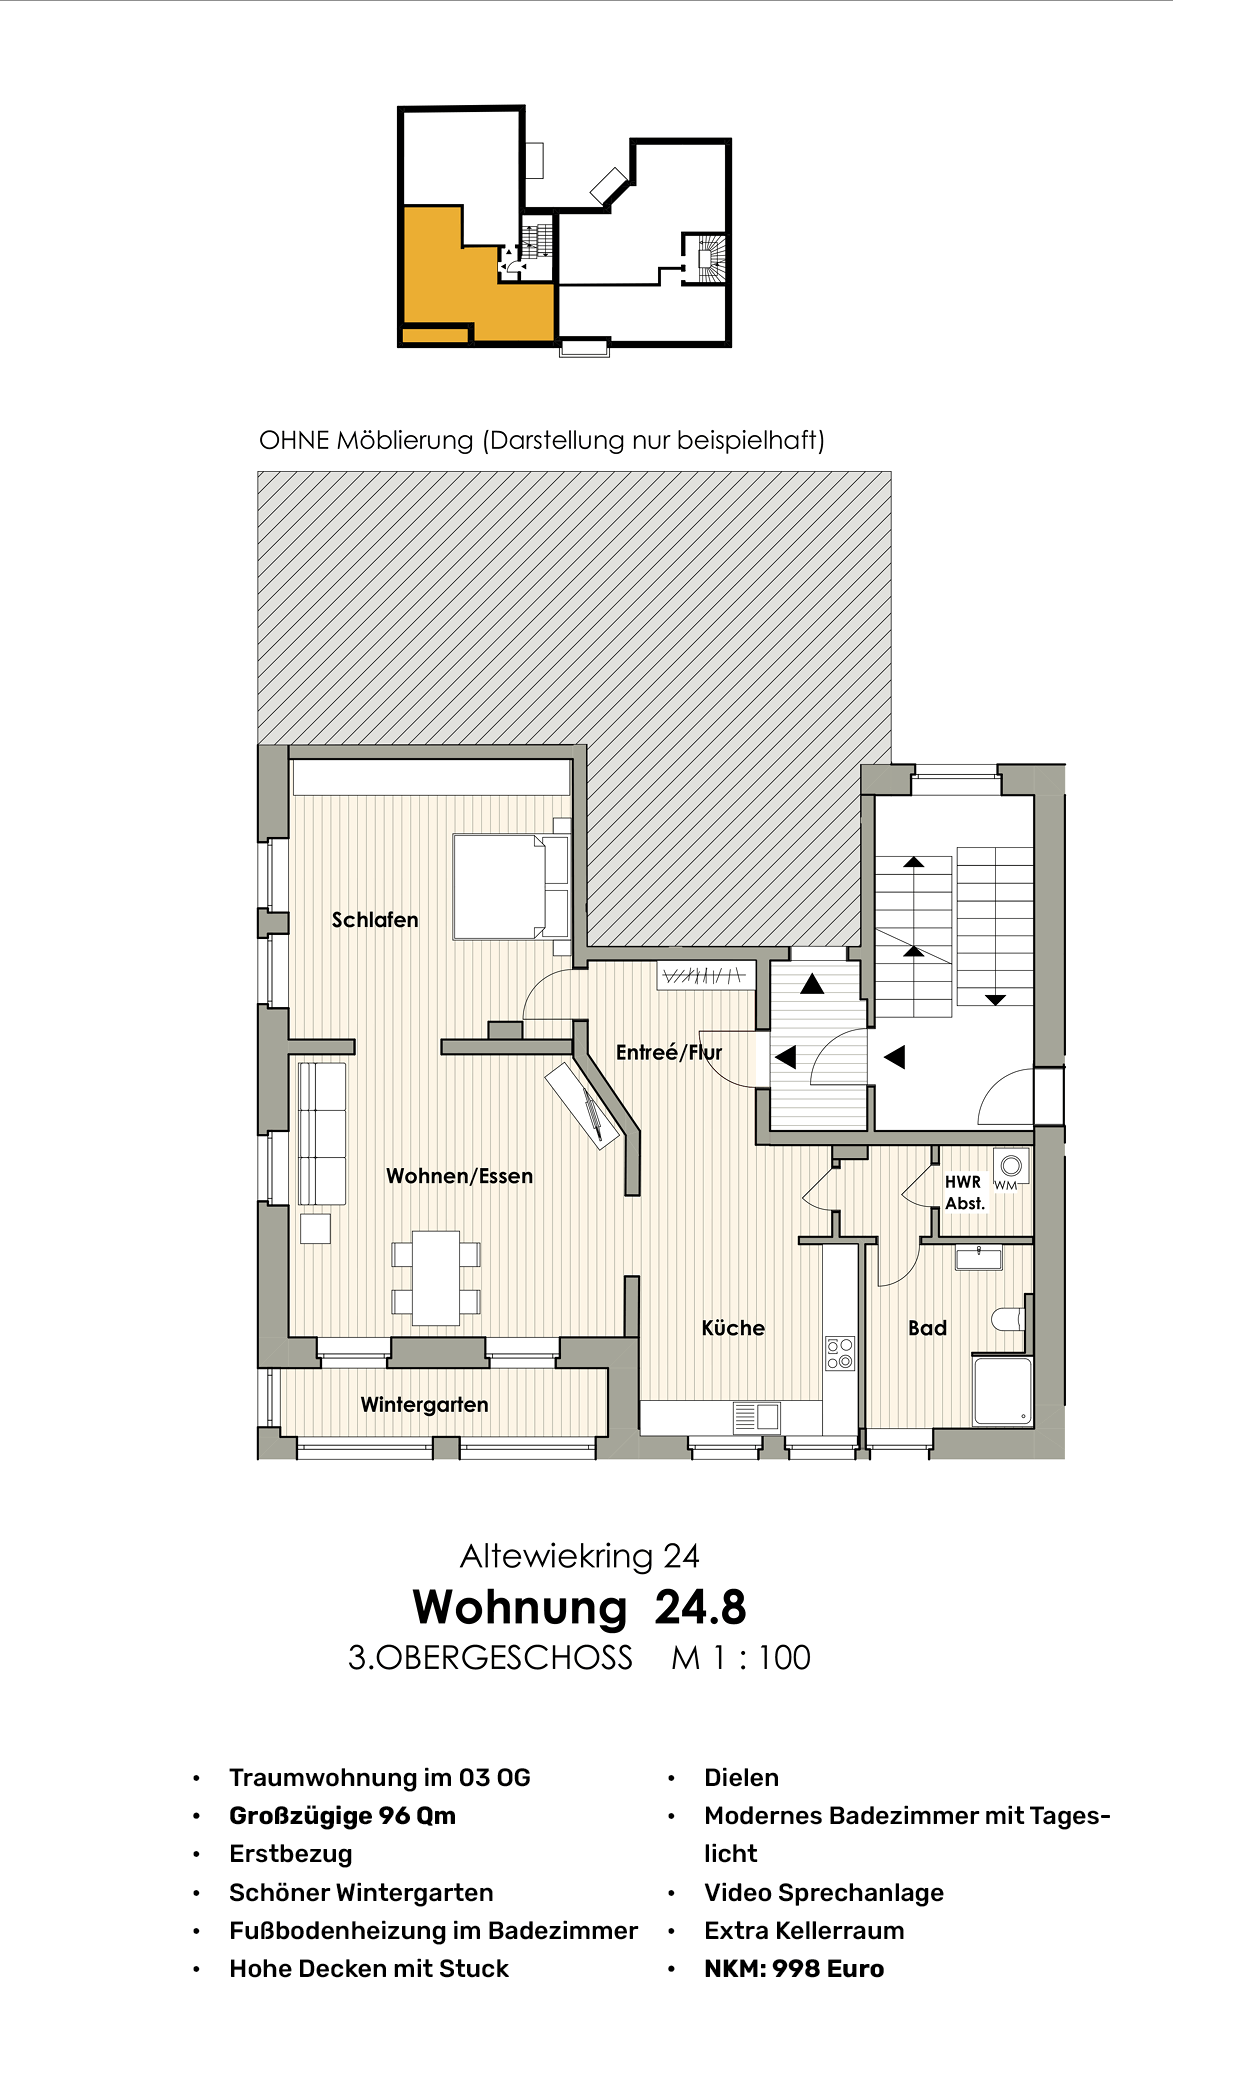 OHNE Möblierung (Darstellung nur beispielhaft)
Schlafen
Entreé/Flur
Wohnen/Essen
HWR
WM
Abst.
Küche
Bad
Wintergarten
Altewiekring 24
Wohnung 24.8
3.OBERGESCHOSS M 1 : 100
• Traumwohnung im 03 OG
• Großzügige 96 Qm
• Erstbezug
• Schöner Wintergarten
• Fußbodenheizung im Badezimmer
• Hohe Decken mit Stuck
• Dielen
• Modernes Badezimmer mit Tages-
licht
• Video Sprechanlage
• Extra Kellerraum
• NKM: 998 Euro